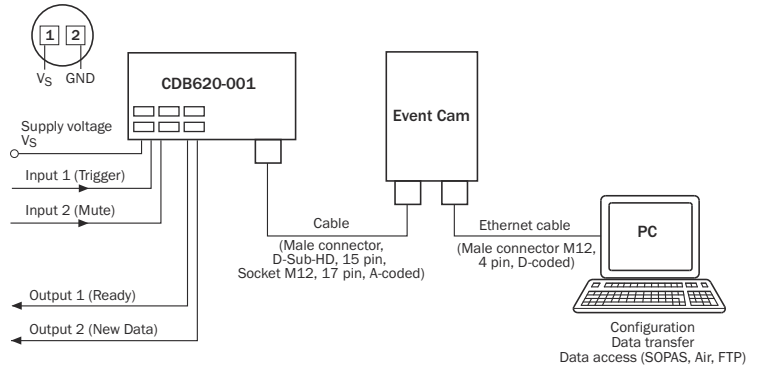 1 2
VS GND
CDB620-001
Supply voltage
VS
Input 1 (Trigger)
Input 2 (Mute)
Output 1 (Ready)
Output 2 (New Data)
Event Cam
Cable
(Male connector,
D-Sub-HD, 15 pin,
Socket M12, 17 pin, A-coded)
Ethernet cable
(Male connector M12,
4 pin, D-coded)
PC
Configuration
Data transfer
Data access (SOPAS, Air, FTP)